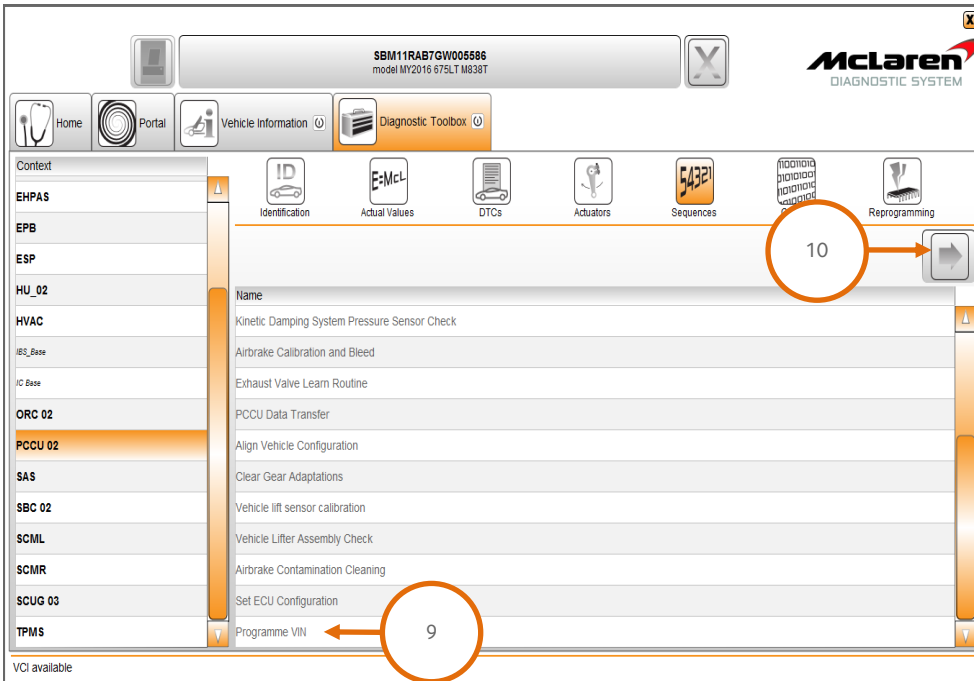 X
SBM11RAB7GW005586
model MY2016 675LT M838T
X
McLaren
DIAGNOSTIC SYSTEM
Home
Portal
Vehicle Information
Diagnostic Toolbox
Context
EHPAS
EPB
ESP
HU_02
HVAC
IBS_Base
IC Base
ORC 02
PCCU 02
SAS
SBC 02
SCML
SCMR
SCUG 03
TPMS
ID
Identification
E=McL
Actual Values
DTCs
Actuators
54321
Sequences
Reprogramming
10
Name
Kinetic Damping System Pressure Sensor Check
Airbrake Calibration and Bleed
Exhaust Valve Learn Routine
PCCU Data Transfer
Align Vehicle Configuration
Clear Gear Adaptations
Vehicle lift sensor calibration
Vehicle Lifter Assembly Check
Airbrake Contamination Cleaning
Set ECU Configuration
Programme VIN
9
VCI available